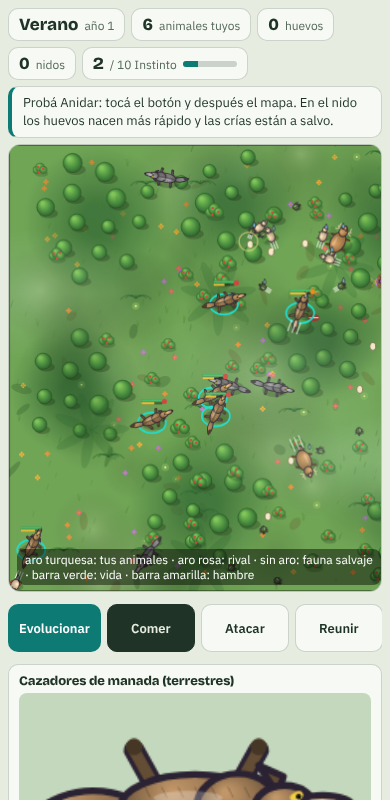 Verano año 1
6 animales tuyos
0 huevos
0 nidos
2 / 10 Instinto
Probá Anidar: tocá el botón y después el mapa. En el nido
los huevos nacen más rápido y las crías están a salvo.
aro turquesa: tus animales · aro rosa: rival · sin aro: fauna salvaje
· barra verde: vida · barra amarilla: hambre
Evolucionar
Comer
Atacar
Reunir
Cazadores de manada (terrestres)